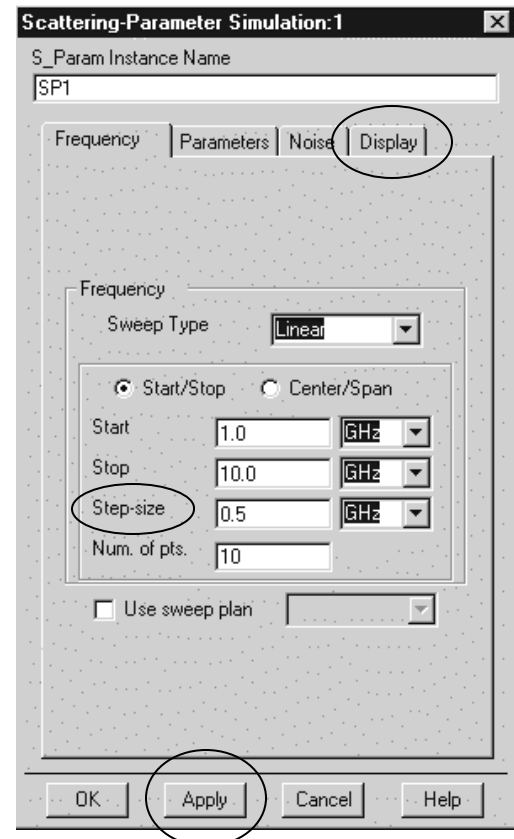 Scattering-Parameter Simulation:1
S_Param Instance Name
SP1
Frequency Parameters Noise Display
Frequency
Sweep Type Linear
Start/Stop Center/Span
Start 1.0 GHz
Stop 10.0 GHz
Step-size 0.5 GHz
Num. of pts. 10
Use sweep plan
OK Apply Cancel Help